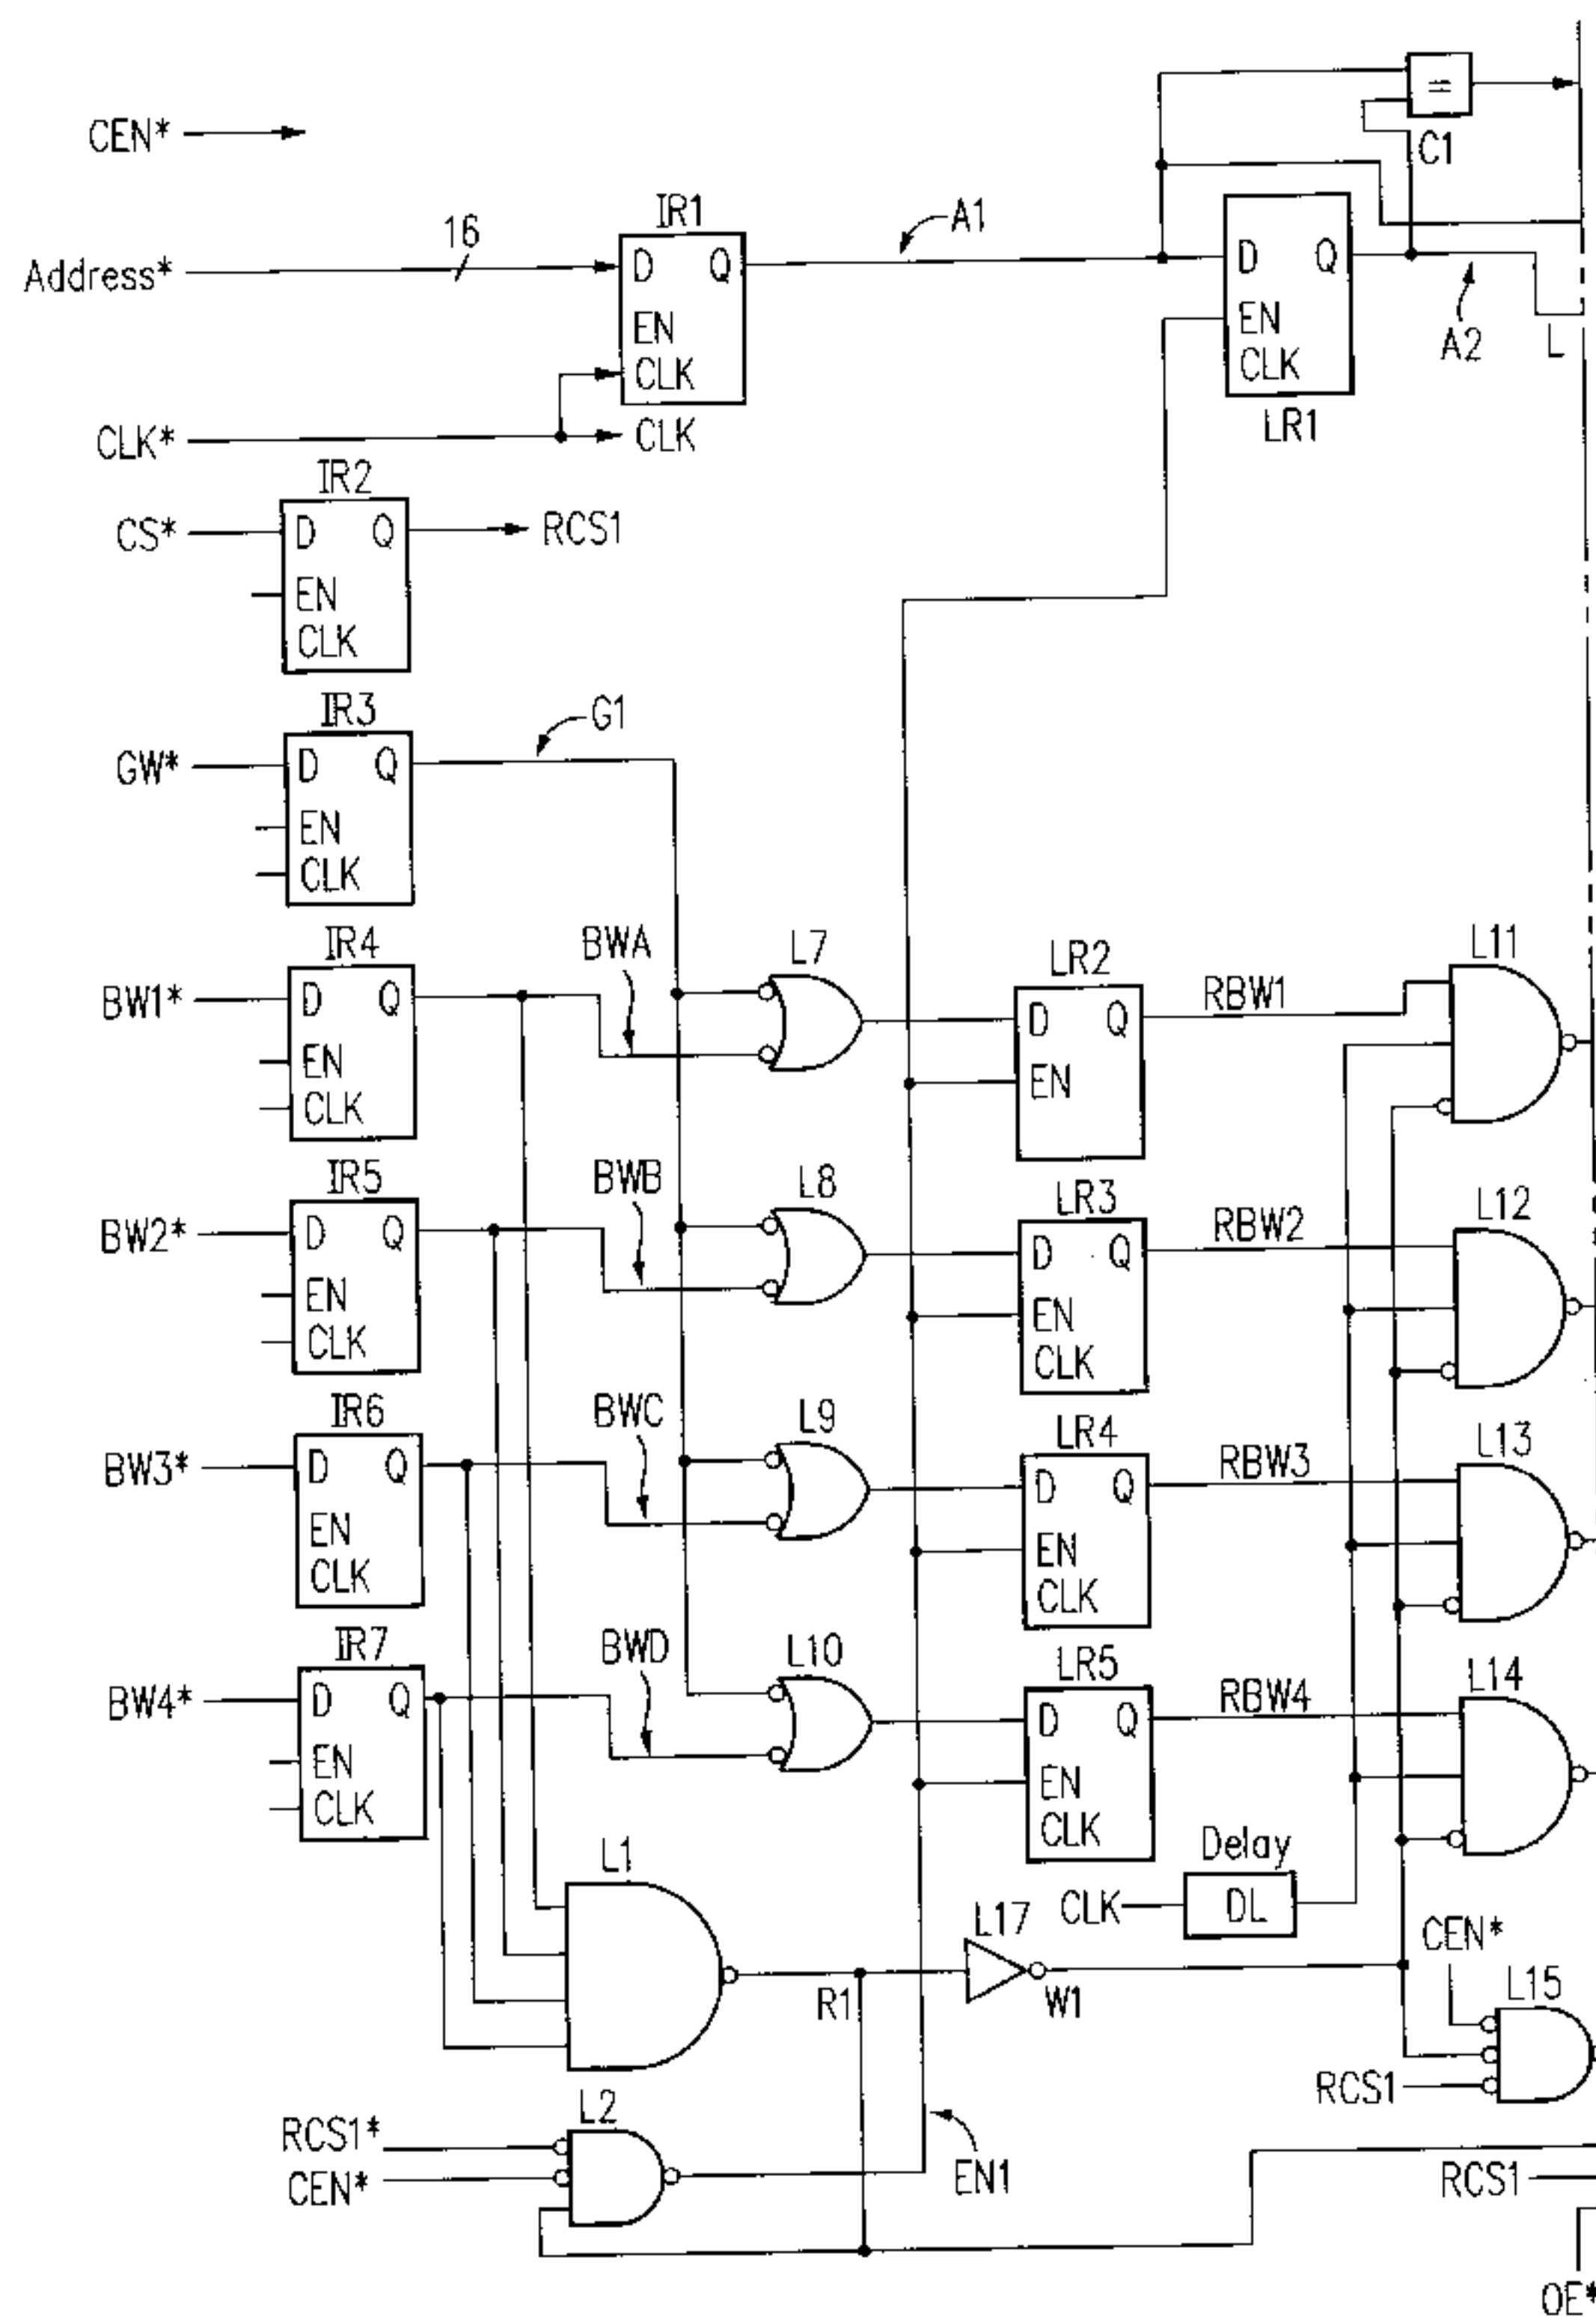 =
C1
CEN*
IR1
A1
16
Address*
D Q
EN
CLK
D Q
EN
CLK
A2
L
LR1
CLK*
CLK
IR2
CS*
D Q
EN
CLK
RCS1
IR3
G1
GW*
D Q
EN
CLK
IR4
BWA
L7
LR2
RBW1
L11
BW1*
D Q
EN
CLK
D Q
EN
IR5
BWB
L8
LR3
RBW2
L12
BW2*
D Q
EN
CLK
D Q
EN
CLK
IR6
BWC
L9
LR4
RBW3
L13
BW3*
D Q
EN
CLK
D Q
EN
CLK
IR7
BWD
L10
LR5
RBW4
L14
BW4*
D Q
EN
CLK
D Q
EN
CLK
L1
Delay
CLK
DL
L17
CEN*
R1
W1
L15
RCS1
L2
RCS1*
CEN*
EN1
RCS1
OE*